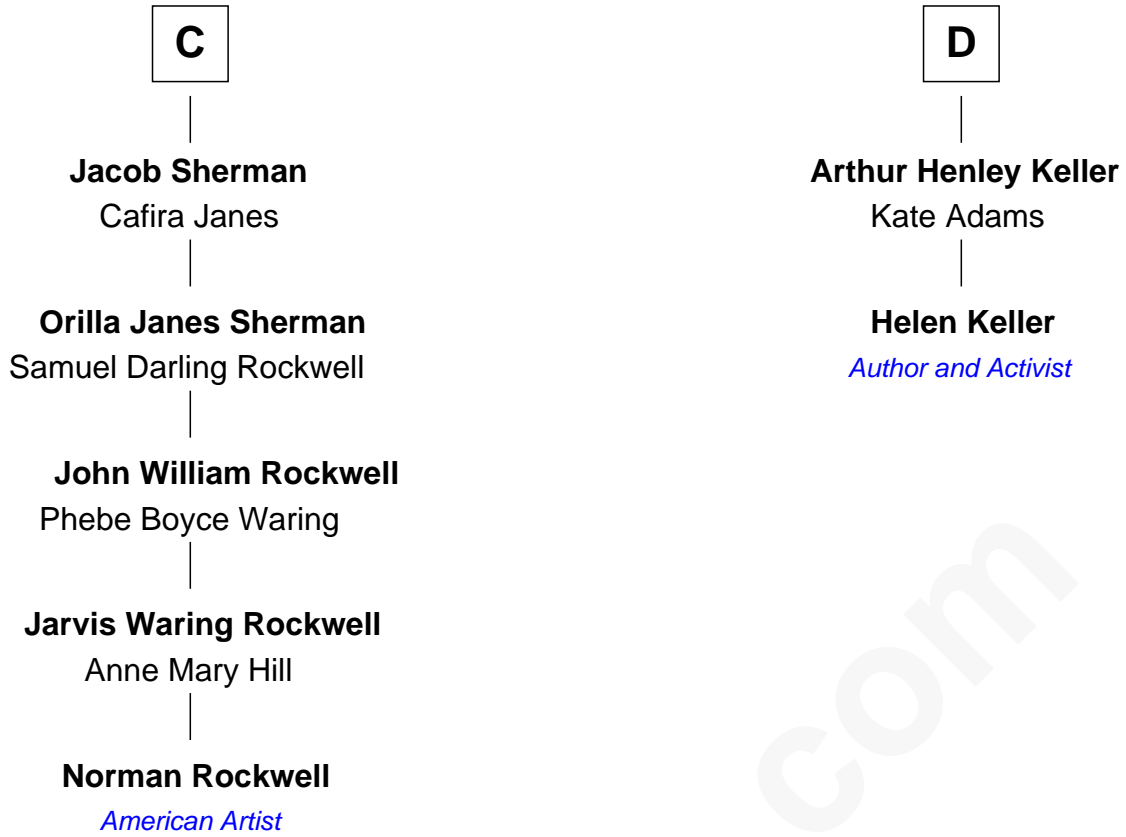 C
Jacob Sherman
Cafira Janes
Orilla Janes Sherman
Samuel Darling Rockwell
John William Rockwell
Phebe Boyce Waring
Jarvis Waring Rockwell
Anne Mary Hill
Norman Rockwell
American Artist
D
Arthur Henley Keller
Kate Adams
Helen Keller
Author and Activist
com